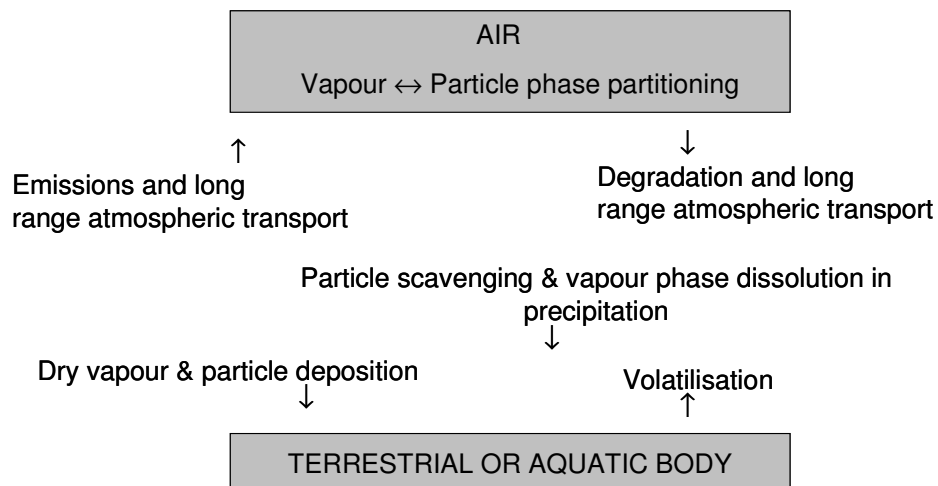 AIR
Vapour ↔ Particle phase partitioning
↑
↓
Emissions and long
range atmospheric transport
Degradation and long
range atmospheric transport
Particle scavenging & vapour phase dissolution in
precipitation
↓
Dry vapour & particle deposition
↓
Volatilisation
↑
TERRESTRIAL OR AQUATIC BODY